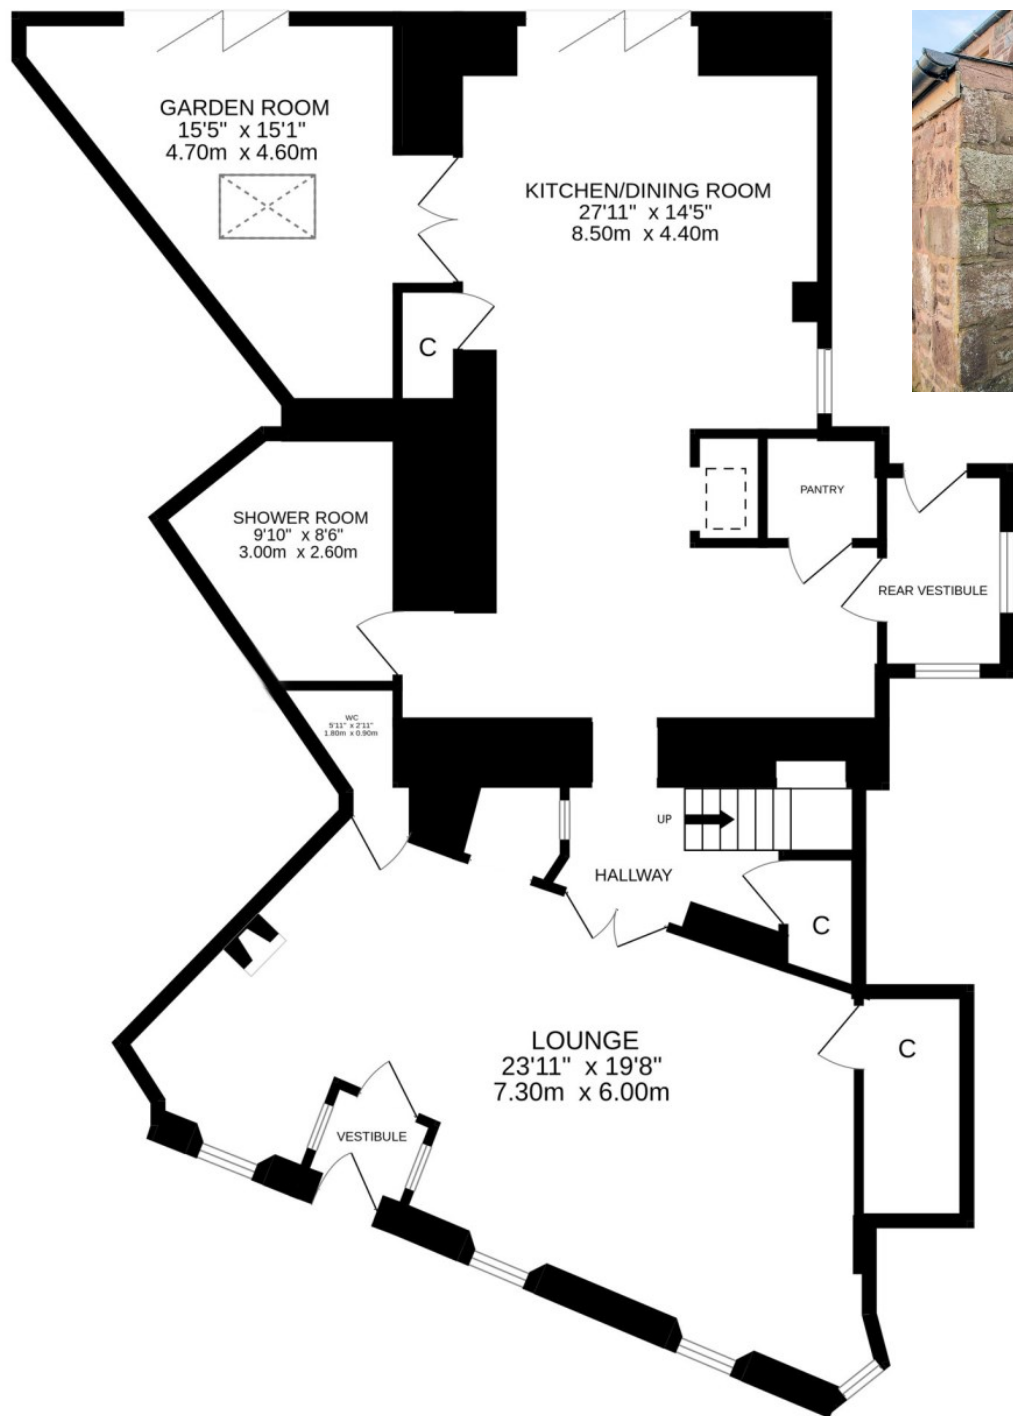 GARDEN ROOM
15'5" x 15'1"
4.70m x 4.60m
KITCHEN/DINING ROOM
27'11" x 14'5"
8.50m x 4.40m
C
PANTRY
SHOWER ROOM
9'10" x 8'6"
3.00m x 2.60m
REAR VESTIBULE
WC
5'11" x 2'11"
1.80m x 0.90m
UP
HALLWAY
C
LOUNGE
23'11" x 19'8"
7.30m x 6.00m
C
VESTIBULE